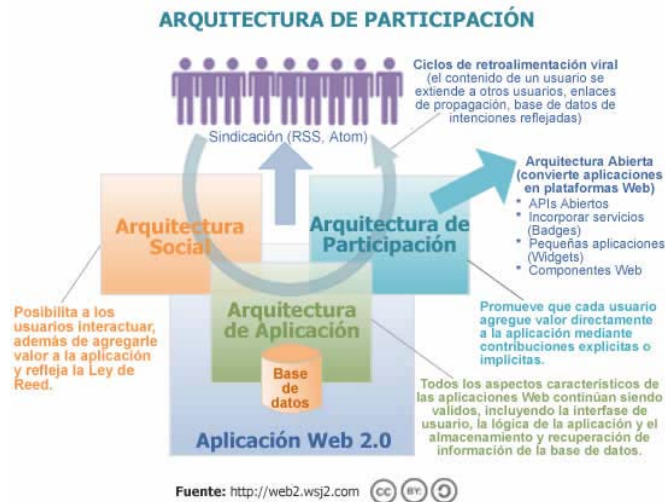 ARQUITECTURA DE PARTICIPACIÓN
Ciclos de retroalimentación viral
(el contenido de un usuario se
extiende a otros usuarios, enlaces
de propagación, base de datos de
intenciones reflejadas)
Sindicación (RSS, Atom)
Arquitectura Abierta
(convierte aplicaciones
en plataformas Web)
* APIs Abiertos
* Incorporar servicios
(Badges)
* Pequeñas aplicaciones
(Widgets)
* Componentes Web
Arquitectura
Social
Arquitectura de
Participación
Posibilita a los
usuarios interactuar,
además de agregarle
valor a la aplicación
y refleja la Ley de
Reed.
Arquitectura
de Aplicación
Promueve que cada usuario
agregue valor directamente
a la aplicación mediante
contribuciones explicitas o
implicitas.
Base
de
datos
Todos los aspectos característicos de
las aplicaciones Web continúan siendo
validos, incluyendo la interfase de
usuario, la lógica de la aplicación y el
almacenamiento y recuperación de
información de la base de datos.
Aplicación Web 2.0
Fuente: http://web2.wsj2.com cc BY: